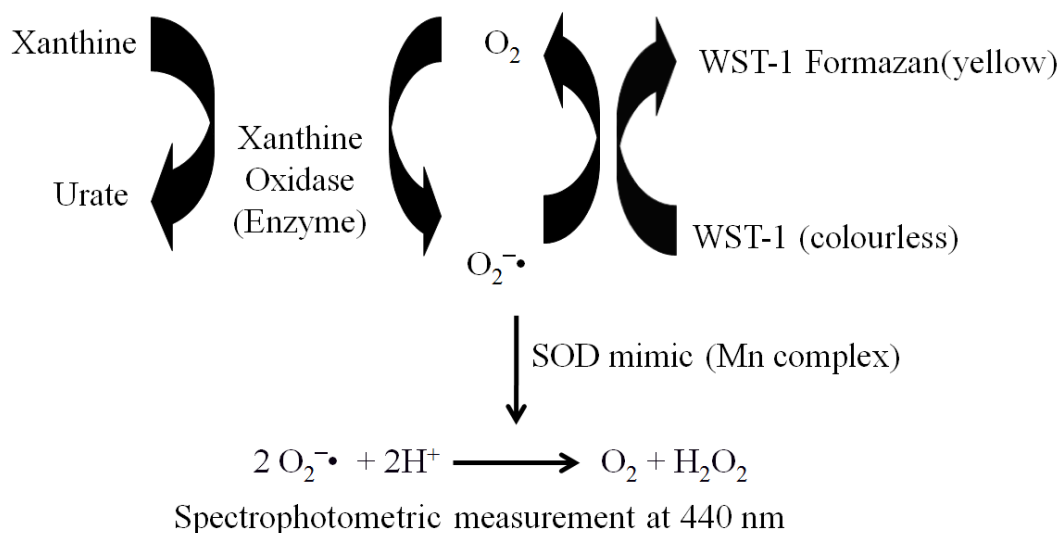 Xanthine
O₂
WST-1 Formazan(yellow)
Xanthine
Oxidase
(Enzyme)
Urate
WST-1 (colourless)
O₂⁻•
SOD mimic (Mn complex)
2 O₂⁻• + 2H⁺ → O₂ + H₂O₂
Spectrophotometric measurement at 440 nm